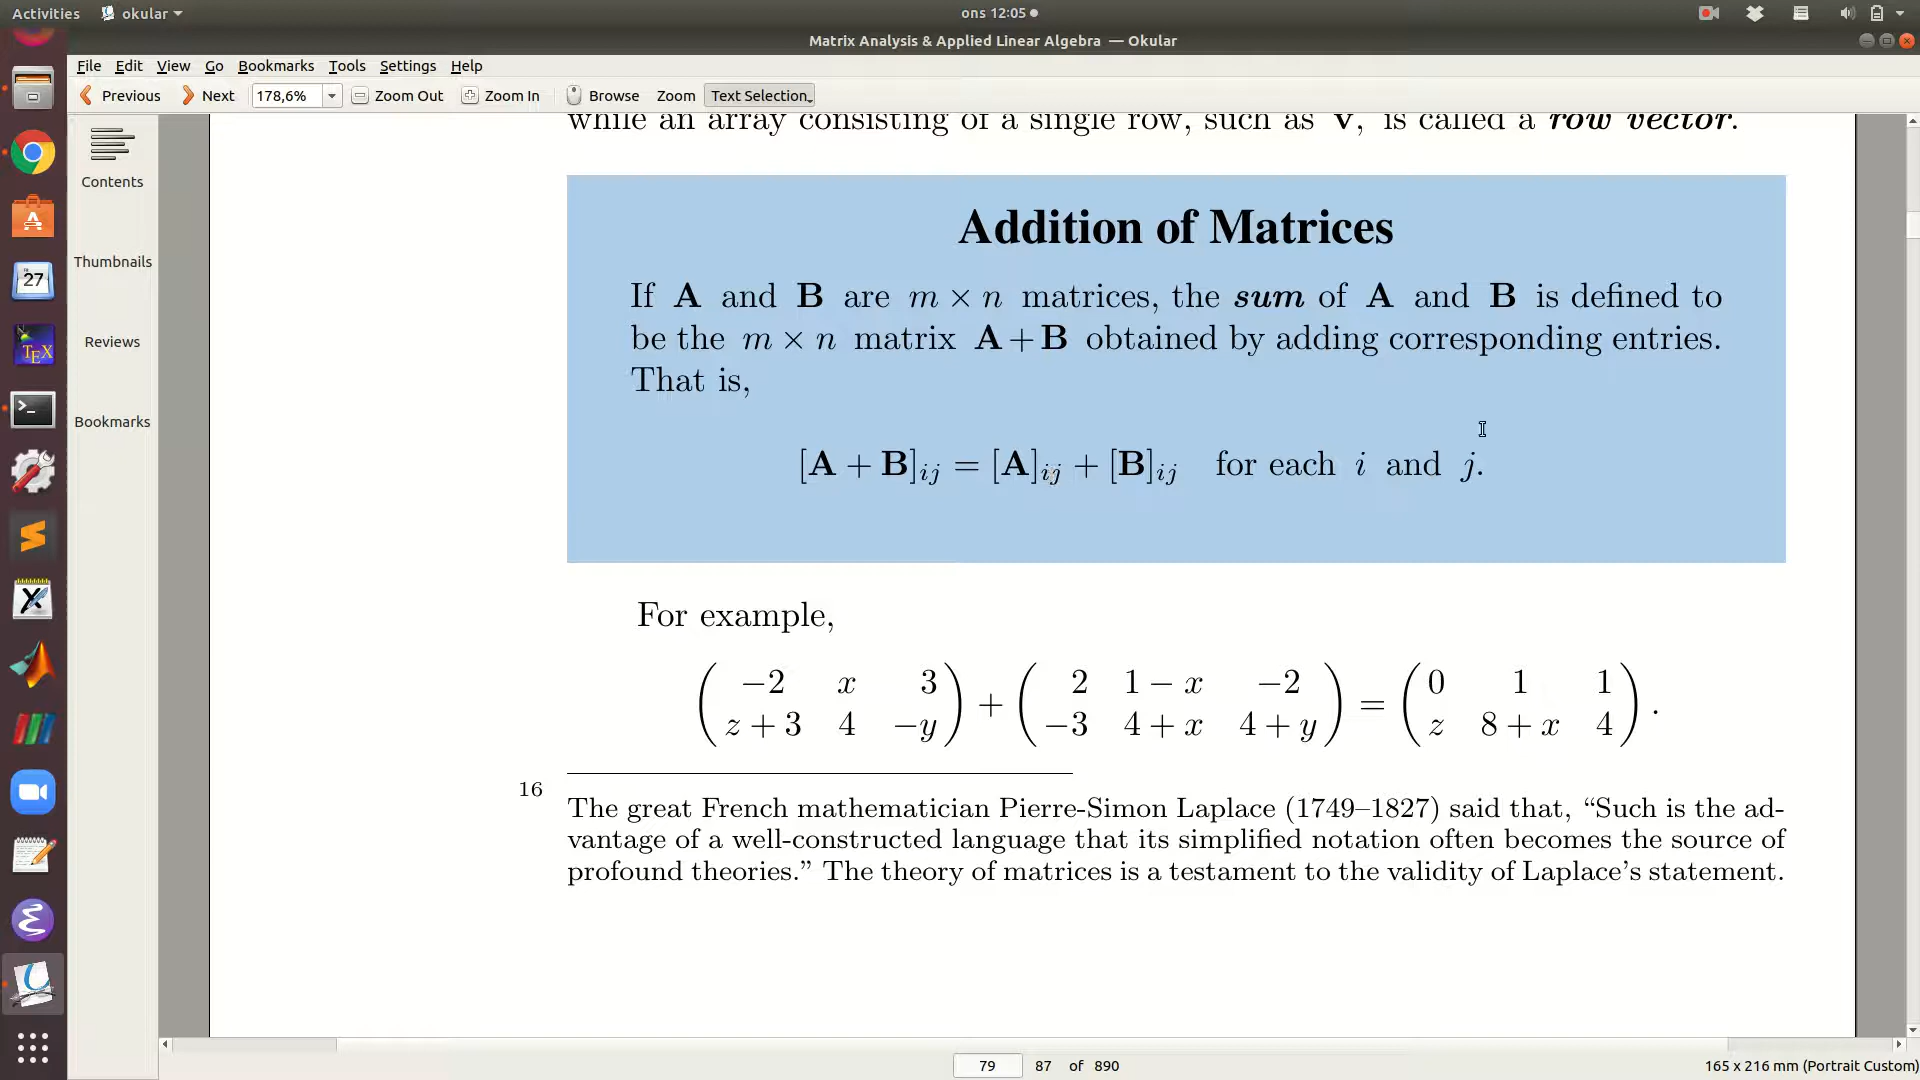 Activities okular ons 12:05
Matrix Analysis & Applied Linear Algebra — Okular
File Edit View Go Bookmarks Tools Settings Help
Previous Next 178,6% Zoom Out Zoom In Browse Zoom Text Selection
Contents
Thumbnails
Reviews
Bookmarks
27
TEX
while an array consisting of a single row, such as v, is called a row vector.
Addition of Matrices
If A and B are m × n matrices, the sum of A and B is defined to
be the m × n matrix A + B obtained by adding corresponding entries.
That is,
[A + B]ij = [A]ij + [B]ij for each i and j.
For example,
( −2 x 3 ) + ( 2 1 − x −2 ) = ( 0 1 1 )
( z + 3 4 −y ) ( −3 4 + x 4 + y ) ( z 8 + x 4 ) .
16
The great French mathematician Pierre-Simon Laplace (1749–1827) said that, “Such is the ad-
vantage of a well-constructed language that its simplified notation often becomes the source of
profound theories.” The theory of matrices is a testament to the validity of Laplace’s statement.
79 87 of 890
165 x 216 mm (Portrait Custom)